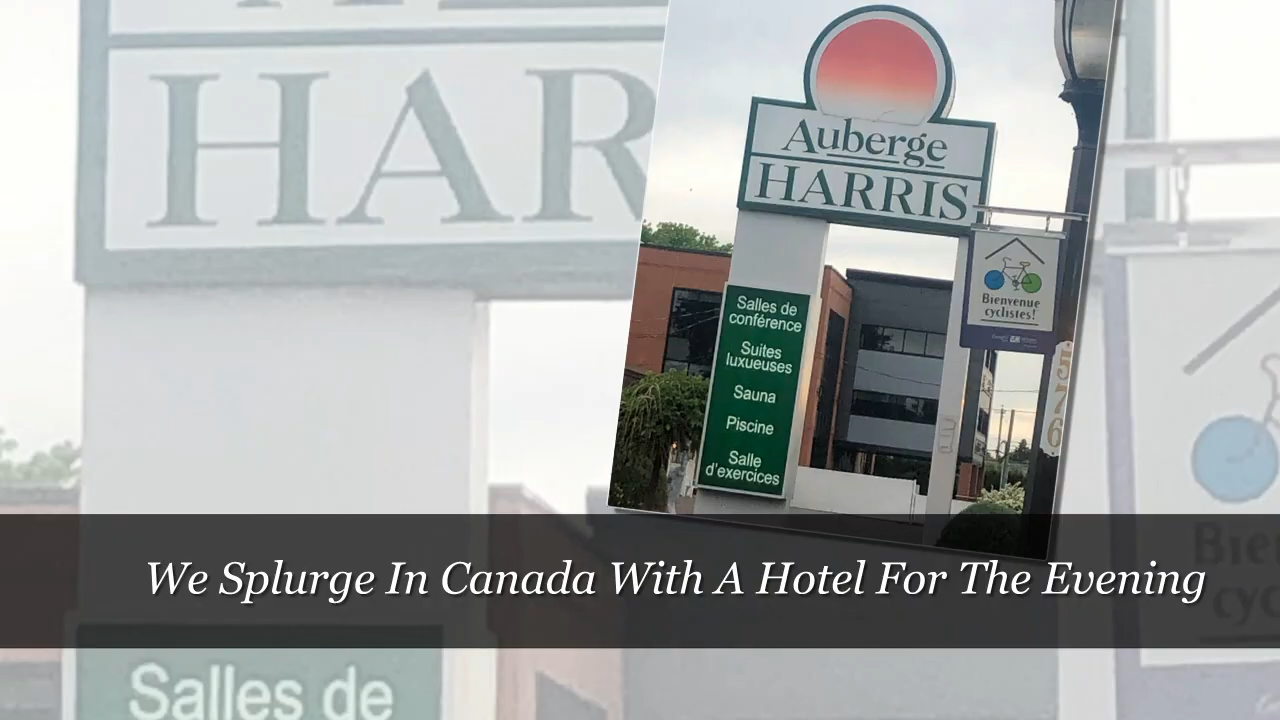 HAR
Auberge
HARRIS
Bienvenue
cyclistes!
Salles de
conférence
Suites
luxueuses
Sauna
Piscine
Salle
d'exercices
576
We Splurge In Canada With A Hotel For The Evening
Salles de